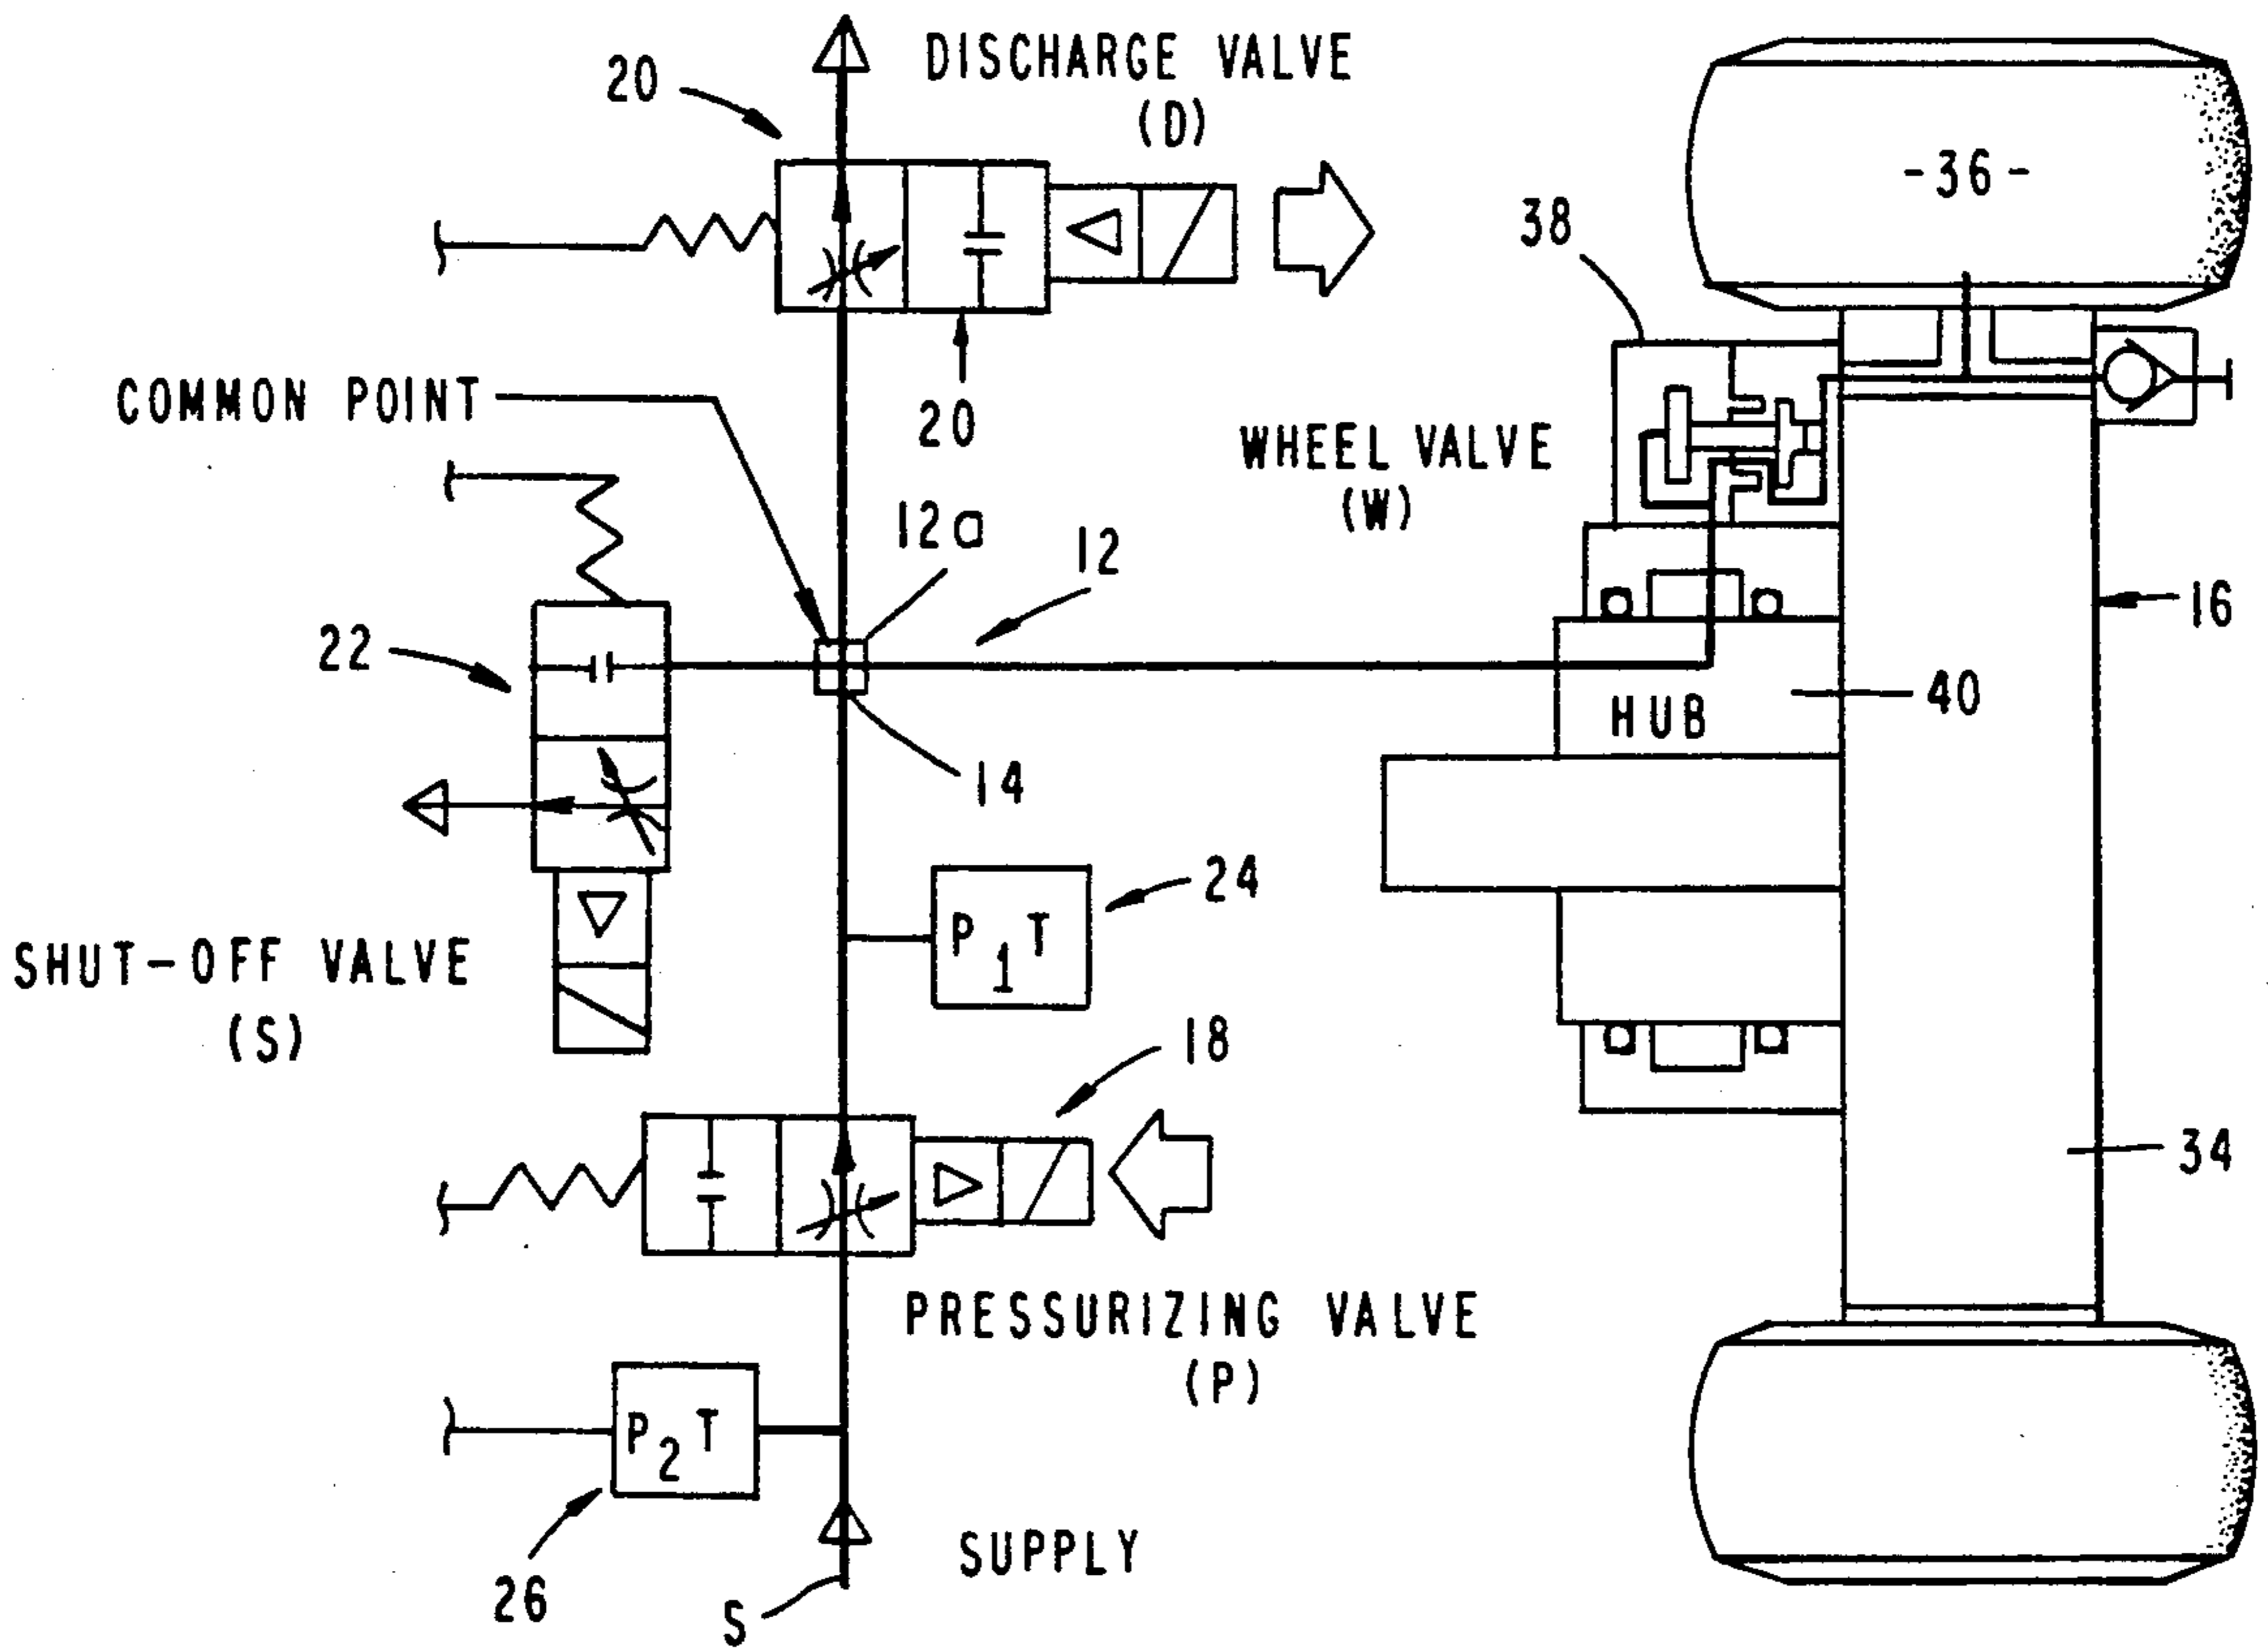 DISCHARGE VALVE
(D)
20
-36-
38
COMMON POINT
20
WHEEL VALVE
(W)
12a
12
16
22
HUB
40
14
24
P1T
SHUT-OFF VALVE
(S)
18
34
PRESSURIZING VALVE
(P)
P2T
26
SUPPLY
S